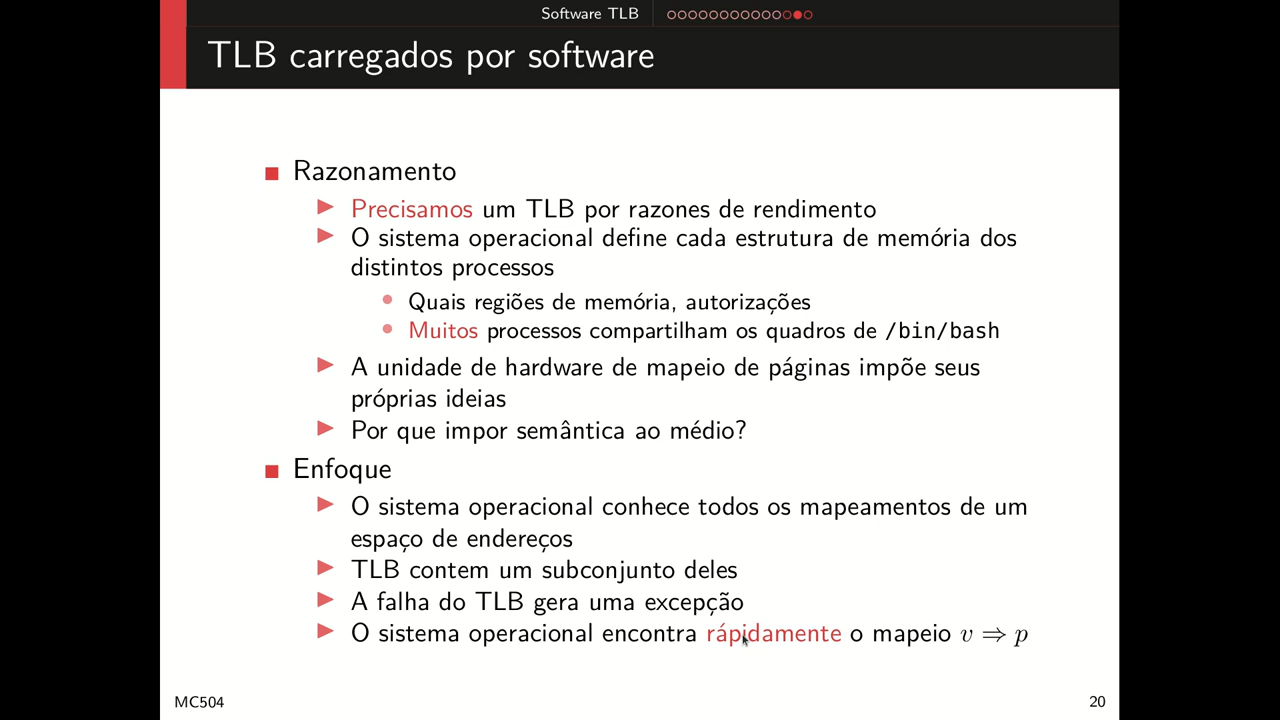 Software TLB
TLB carregados por software
Razonamento
Precisamos um TLB por razones de rendimento
O sistema operacional define cada estrutura de memória dos
distintos processos
Quais regiões de memória, autorizações
Muitos processos compartilham os quadros de /bin/bash
A unidade de hardware de mapeio de páginas impõe seus
próprias ideias
Por que impor semântica ao médio?
Enfoque
O sistema operacional conhece todos os mapeamentos de um
espaço de endereços
TLB contem um subconjunto deles
A falha do TLB gera uma excepção
O sistema operacional encontra rápidamente o mapeio v ⇒ p
MC504
20